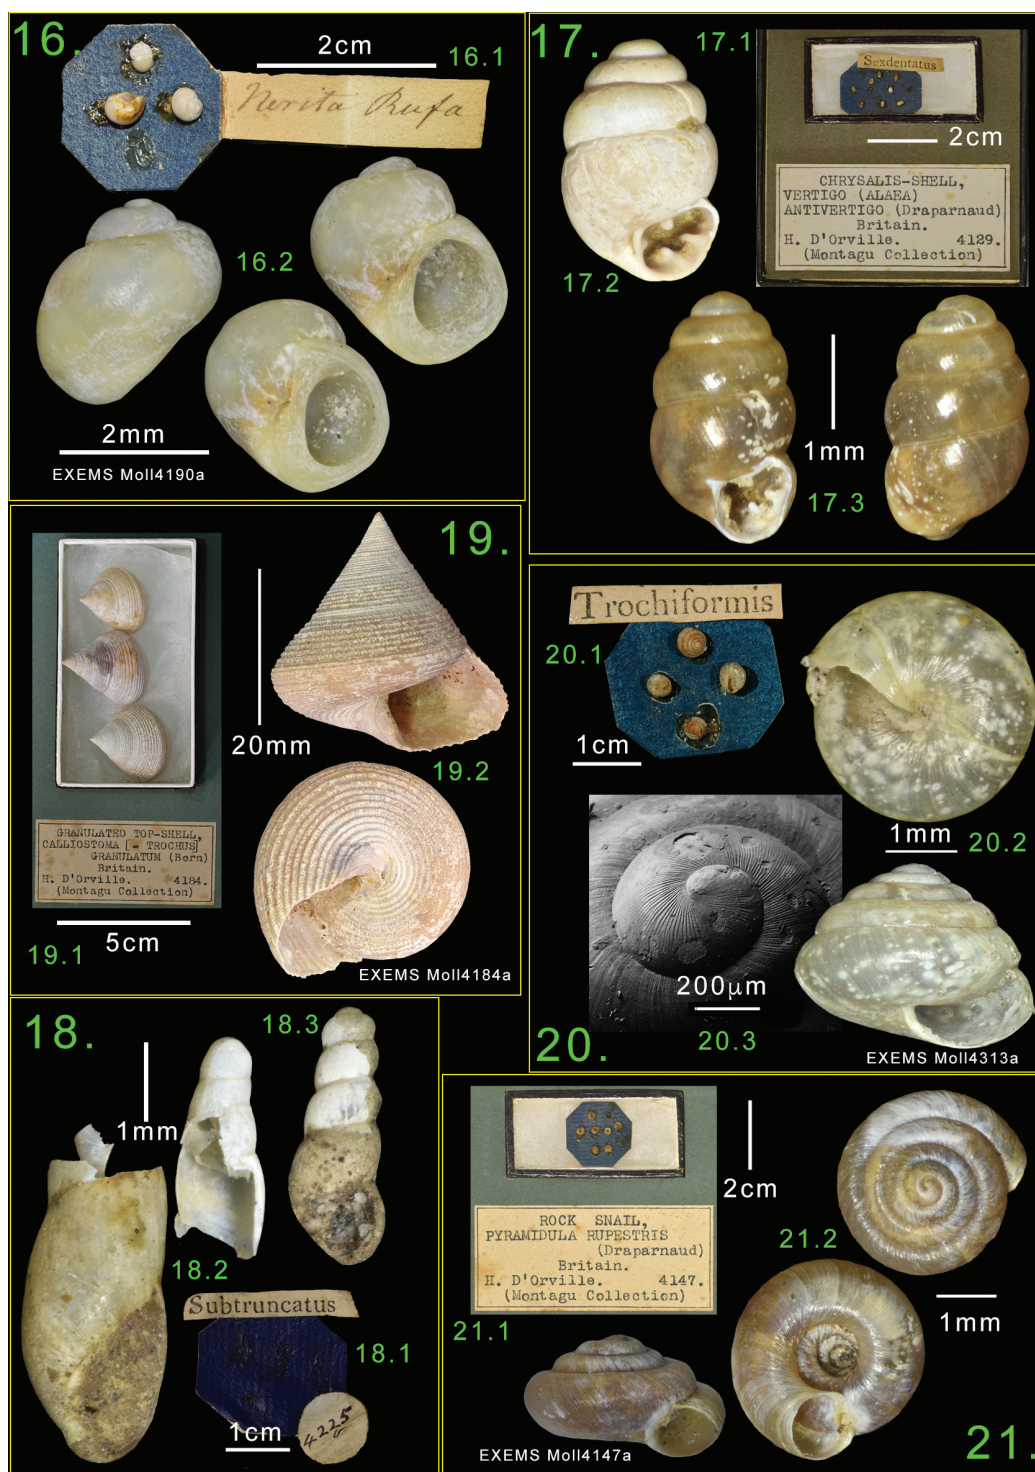 16.
2cm
16.1
Nerita Rufa
16.2
2mm
EXEMS Moll4190a
17.
17.1
Sexdentatus
2cm
CHRYSALIS-SHELL,
VERTIGO (ALAEA)
ANTIVERTIGO (Draparnaud)
Britain.
H. D'Orville. 4129.
(Montagu Collection)
17.2
1mm
17.3
19.
20mm
19.2
GRANULATED TOP-SHELL,
CALLIOSTOMA [= TROCHUS]
GRANULATUM (Born)
Britain.
H. D'Orville. 4184.
(Montagu Collection)
5cm
19.1
EXEMS Moll4184a
Trochiformis
20.1
1cm
1mm
20.2
200µm
20.3
20.
EXEMS Moll4313a
18.
18.3
1mm
18.2
Subtruncatus
18.1
4225
1cm
2cm
ROCK SNAIL,
PYRAMIDULA RUPESTRIS
(Draparnaud)
Britain.
H. D'Orville. 4147.
(Montagu Collection)
21.2
21.1
1mm
EXEMS Moll4147a
21.